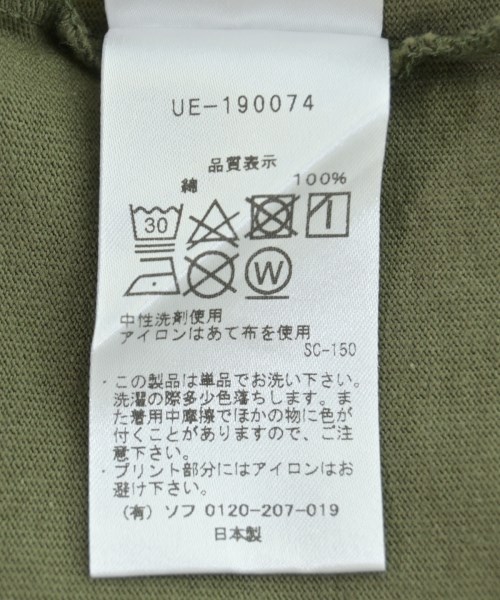 UE-190074
品質表示
綿 100%
30
W
中性洗剤使用
アイロンはあて布を使用
SC-150
・この製品は単品でお洗い下さい。
洗濯の際多少色落ちします。ま
た着用中摩擦でほかの物に色が
付くことがありますので、ご注
意下さい。
・プリント部分にはアイロンはお
避け下さい。
(有) ソフ 0120-207-019
日本製